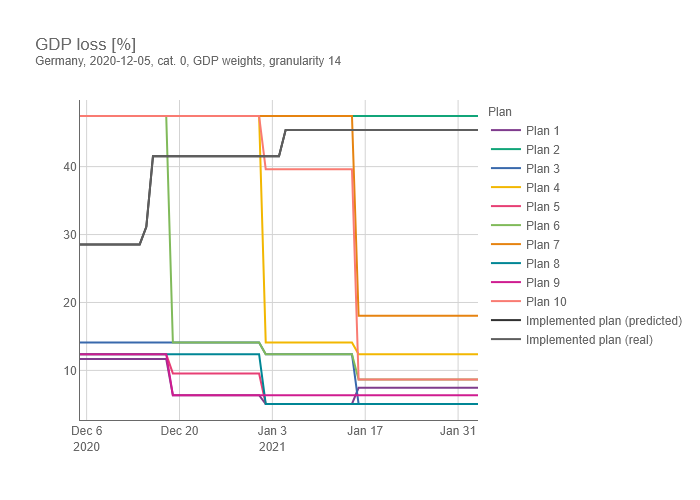 GDP loss [%]
Germany, 2020-12-05, cat. 0, GDP weights, granularity 14
Plan
Plan 1
Plan 2
Plan 3
Plan 4
Plan 5
Plan 6
Plan 7
Plan 8
Plan 9
Plan 10
Implemented plan (predicted)
Implemented plan (real)
40
30
20
10
Dec 6 Dec 20 Jan 3 Jan 17 Jan 31
2020 2021